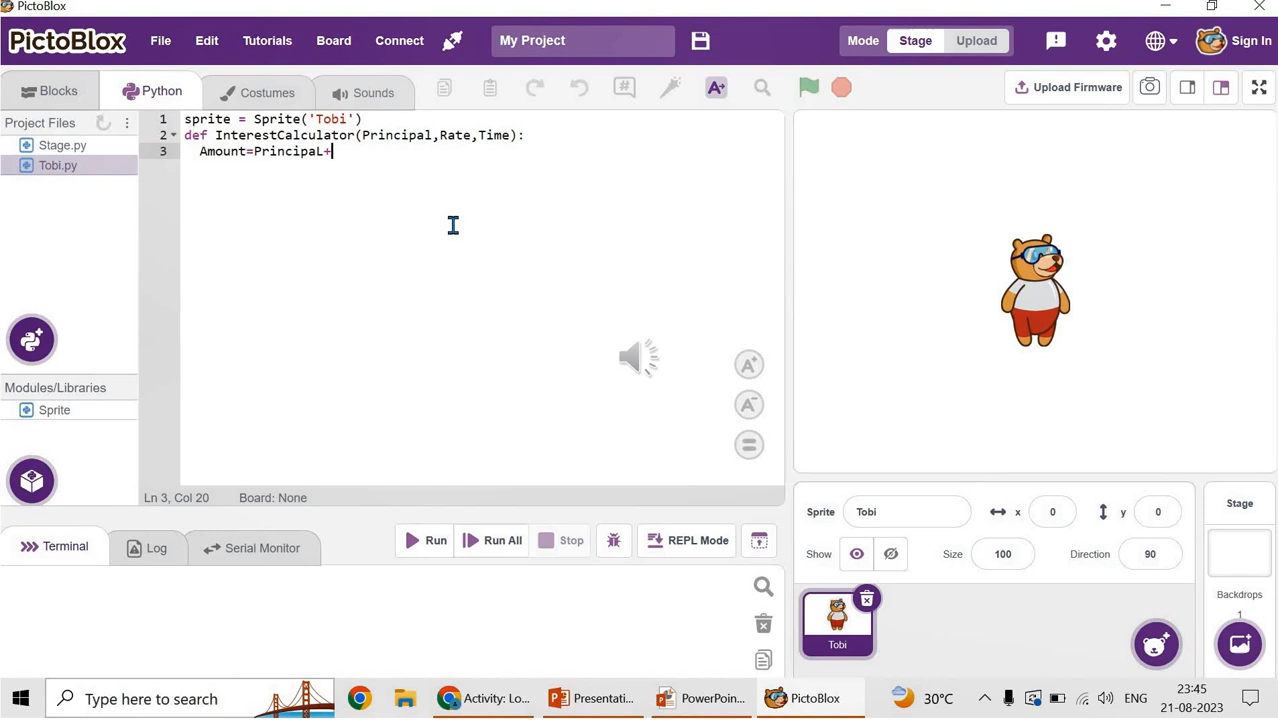 PictoBlox
PictoBlox File Edit Tutorials Board Connect My Project Mode Stage Upload Sign In
Blocks Python Costumes Sounds Upload Firmware
Project Files
Stage.py
Tobi.py
1 sprite = Sprite('Tobi')
2 def InterestCalculator(Principal,Rate,Time):
3 Amount=PrincipaL+
Modules/Libraries
Sprite
Ln 3, Col 20 Board: None
Terminal Log Serial Monitor Run Run All Stop REPL Mode
Sprite Tobi x 0 y 0
Show Size 100 Direction 90
Tobi
Stage
Backdrops
1
Type here to search Activity: Lo... Presentati... PowerPoin... PictoBlox 30°C ENG 23:45
21-08-2023